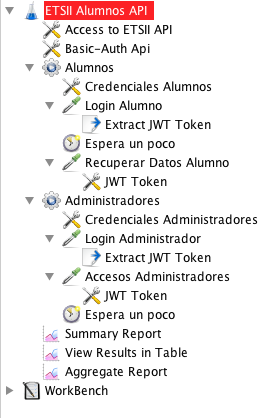 ETSII Alumnos API
Access to ETSII API
Basic-Auth Api
Alumnos
Credenciales Alumnos
Login Alumno
Extract JWT Token
Espera un poco
Recuperar Datos Alumno
JWT Token
Administradores
Credenciales Administradores
Login Administrador
Extract JWT Token
Accesos Administradores
JWT Token
Espera un poco
Summary Report
View Results in Table
Aggregate Report
WorkBench